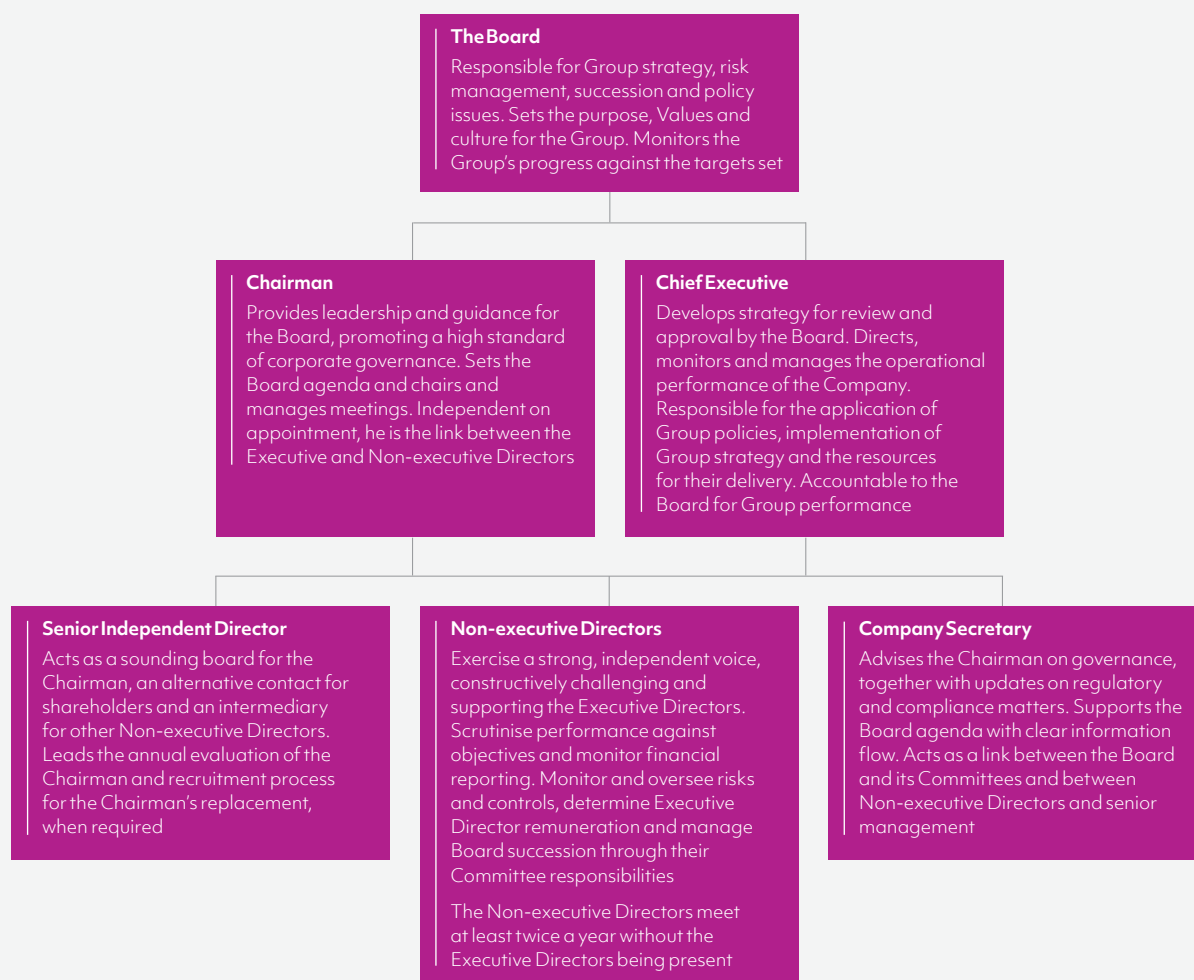 The Board
Responsible for Group strategy, risk
management, succession and policy
issues. Sets the purpose, Values and
culture for the Group. Monitors the
Group’s progress against the targets set
Chairman
Provides leadership and guidance for
the Board, promoting a high standard
of corporate governance. Sets the
Board agenda and chairs and
manages meetings. Independent on
appointment, he is the link between the
Executive and Non-executive Directors
Chief Executive
Develops strategy for review and
approval by the Board. Directs,
monitors and manages the operational
performance of the Company.
Responsible for the application of
Group policies, implementation of
Group strategy and the resources
for their delivery. Accountable to the
Board for Group performance
Senior Independent Director
Acts as a sounding board for the
Chairman, an alternative contact for
shareholders and an intermediary
for other Non-executive Directors.
Leads the annual evaluation of the
Chairman and recruitment process
for the Chairman’s replacement,
when required
Non-executive Directors
Exercise a strong, independent voice,
constructively challenging and
supporting the Executive Directors.
Scrutinise performance against
objectives and monitor financial
reporting. Monitor and oversee risks
and controls, determine Executive
Director remuneration and manage
Board succession through their
Committee responsibilities
The Non-executive Directors meet
at least twice a year without the
Executive Directors being present
Company Secretary
Advises the Chairman on governance,
together with updates on regulatory
and compliance matters. Supports the
Board agenda with clear information
flow. Acts as a link between the Board
and its Committees and between
Non-executive Directors and senior
management